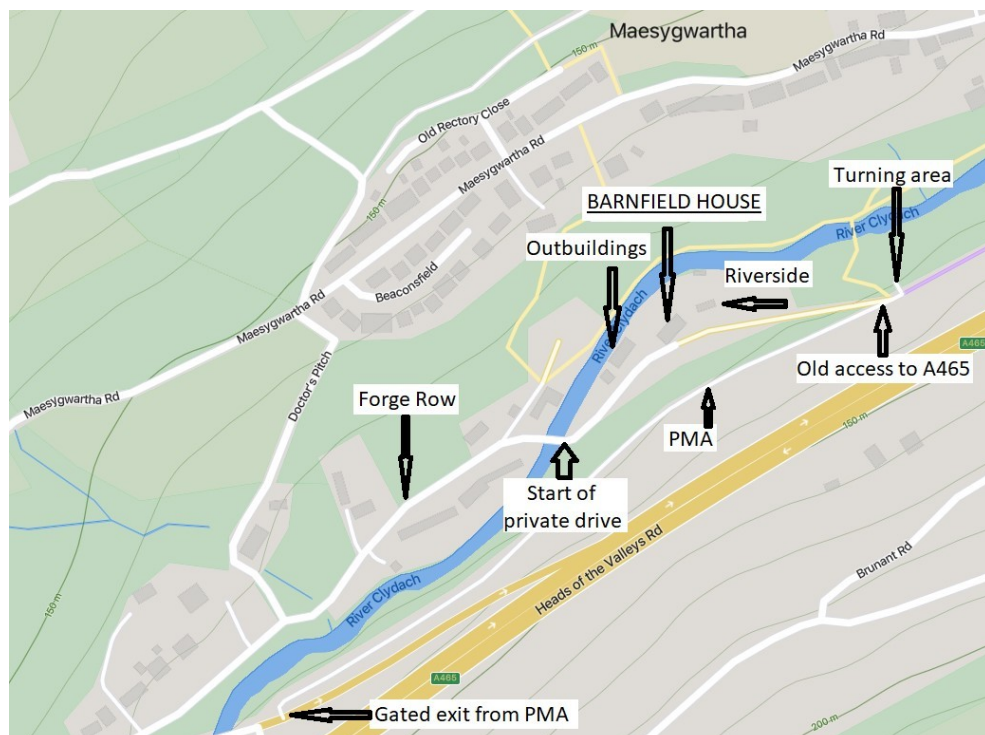 Maesygwartha
150 m
Maesygwartha Rd
Old Rectory Close
Maesygwartha Rd
Turning area
150 m
BARNFIELD HOUSE
River Clydach
Outbuildings
Riverside
Beaconsfield
Maesygwartha Rd
River Clydach
A465
Doctor's Pitch
Old access to A465
Maesygwartha Rd
Forge Row
150 m
PMA
Start of
private drive
Brunant Rd
Heads of the Valleys Rd
150 m
River Clydach
A465
Gated exit from PMA
200 m